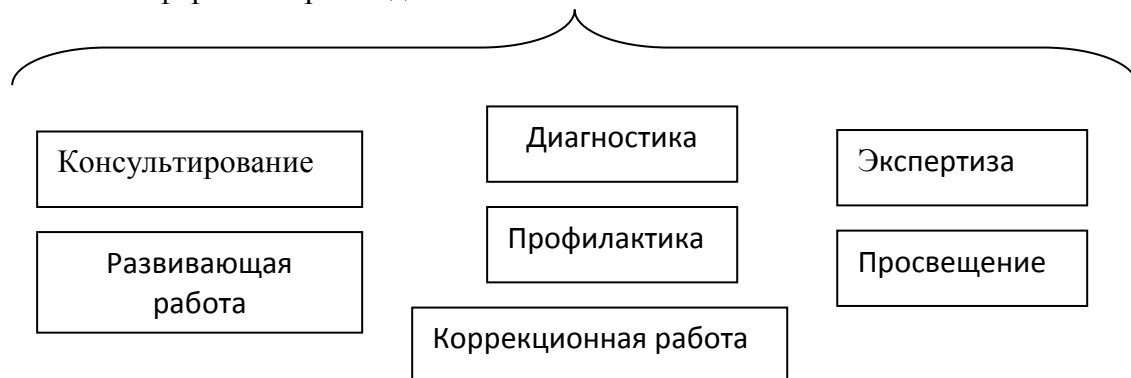 Консультирование
Диагностика
Экспертиза
Развивающая
работа
Профилактика
Просвещение
Коррекционная работа